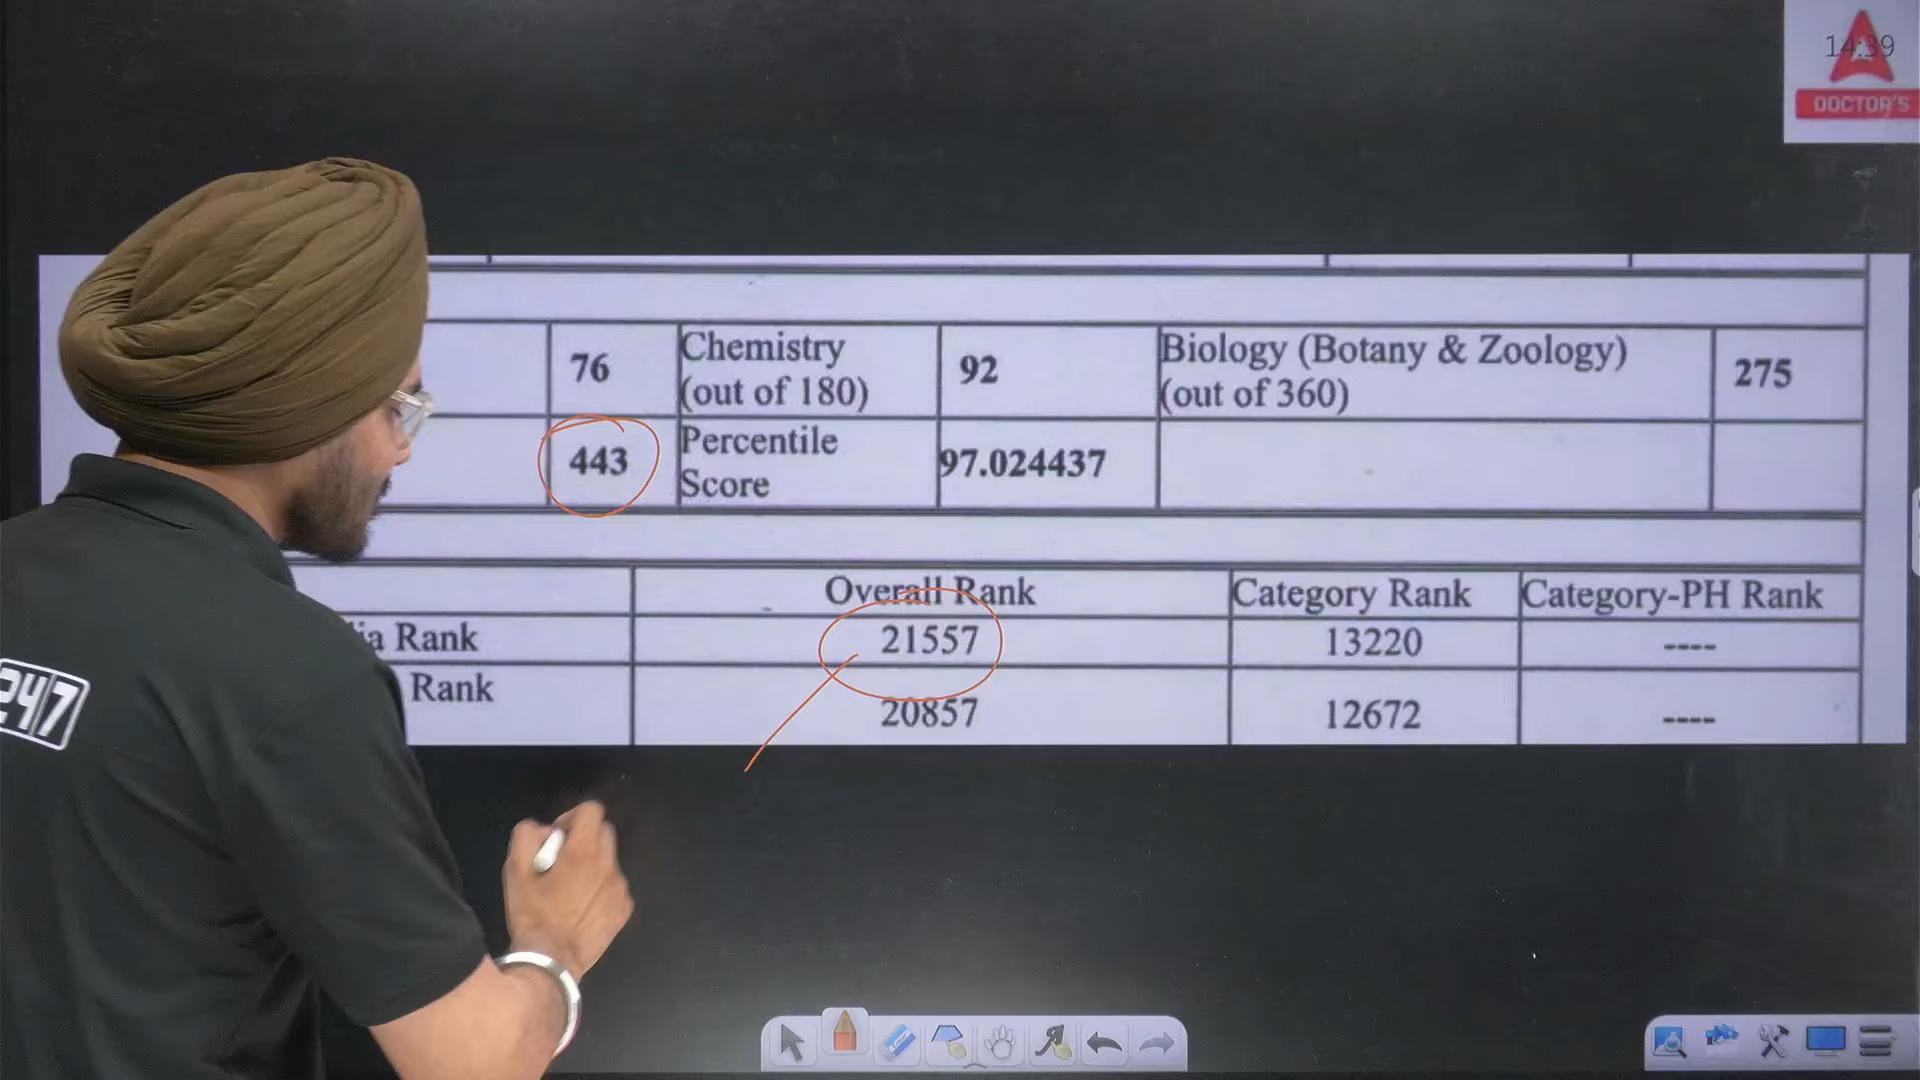 14:39
DOCTOR'S
76 Chemistry (out of 180) 92 Biology (Botany & Zoology) (out of 360) 275
443 Percentile Score 97.024437
Overall Rank Category Rank Category-PH Rank
ia Rank 21557 13220 ----
Rank 20857 12672 ----
247